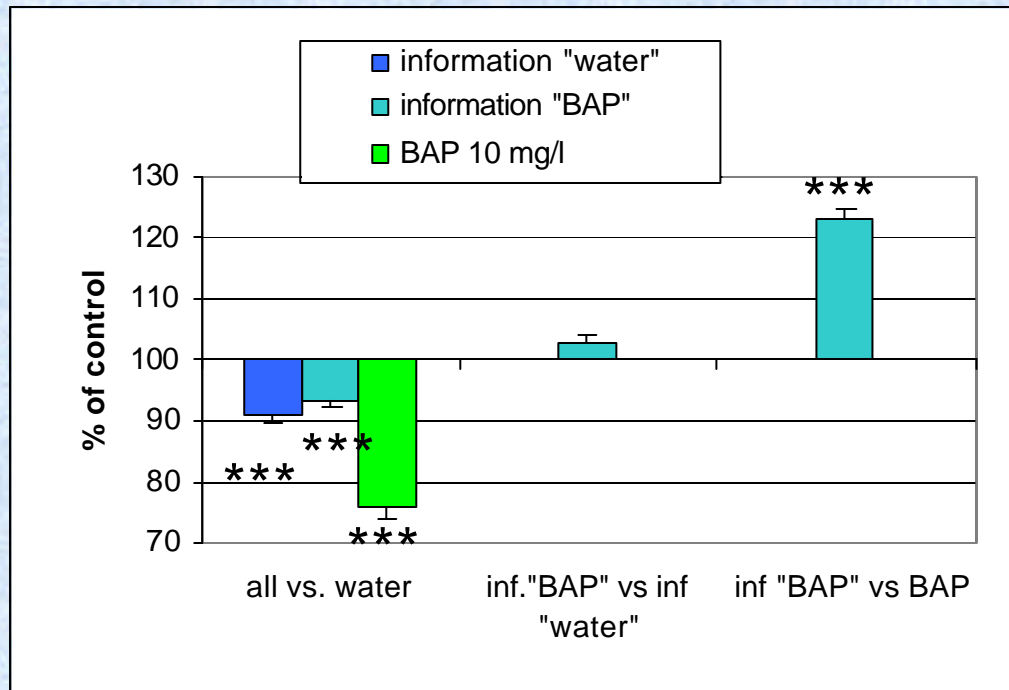 information "water"
information "BAP"
BAP 10 mg/l
130
120
110
100
90
80
70
% of control
***
***
***
***
all vs. water
inf."BAP" vs inf
"water"
inf "BAP" vs BAP